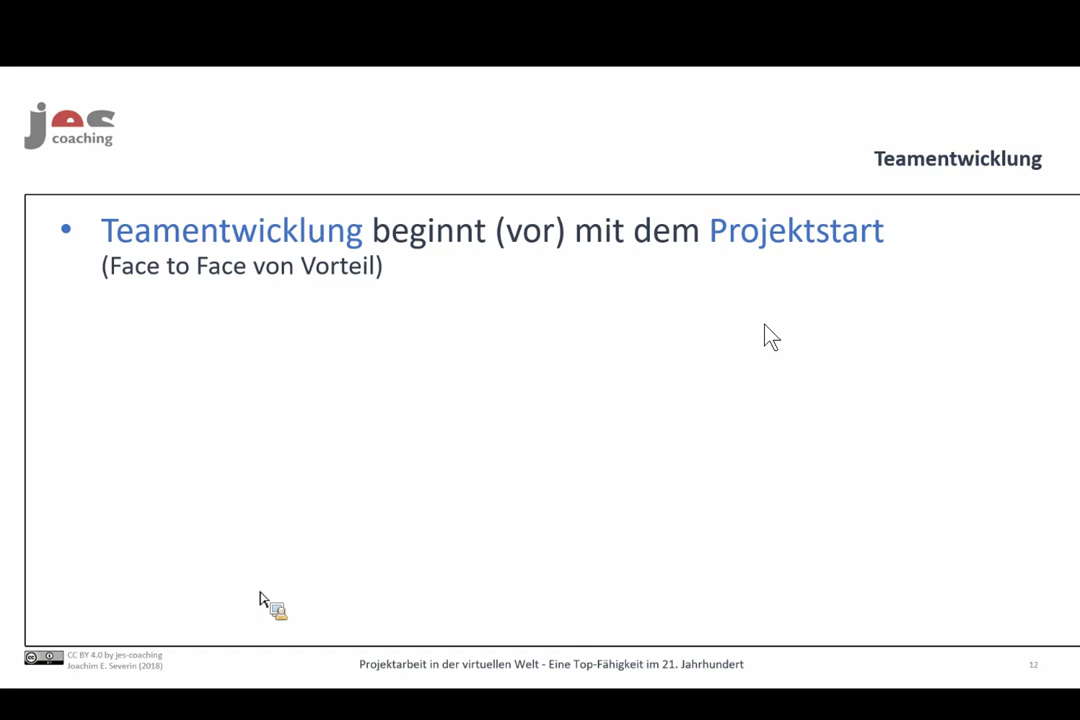 jes
coaching
Teamentwicklung
• Teamentwicklung beginnt (vor) mit dem Projektstart
(Face to Face von Vorteil)
CC BY 4.0 by jes-coaching
Joachim E. Severin (2018)
Projektarbeit in der virtuellen Welt - Eine Top-Fähigkeit im 21. Jahrhundert
12